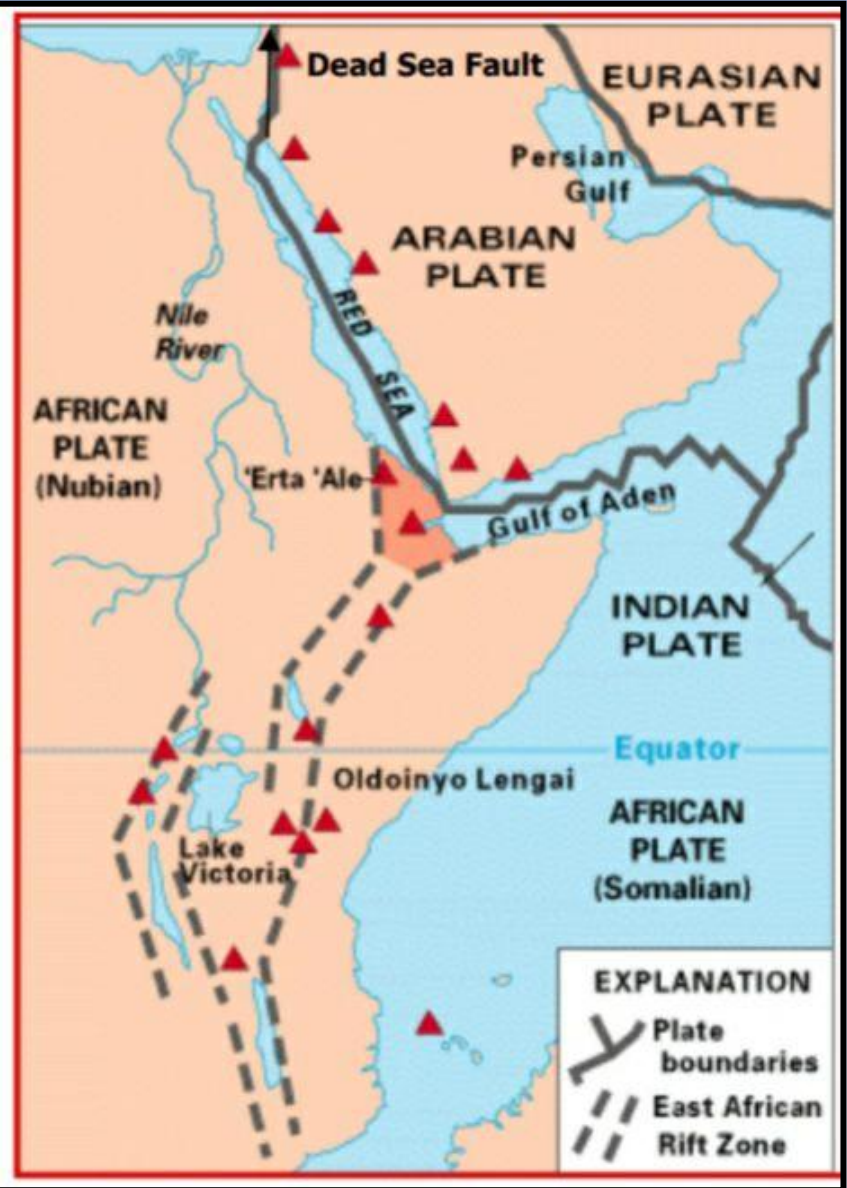 Dead Sea Fault
EURASIAN
PLATE
Persian
Gulf
ARABIAN
PLATE
RED
SEA
Nile
River
AFRICAN
PLATE
(Nubian)
'Erta 'Ale
Gulf of Aden
INDIAN
PLATE
Equator
Oldoinyo Lengai
AFRICAN
PLATE
(Somalian)
Lake
Victoria
EXPLANATION
Plate
boundaries
East African
Rift Zone